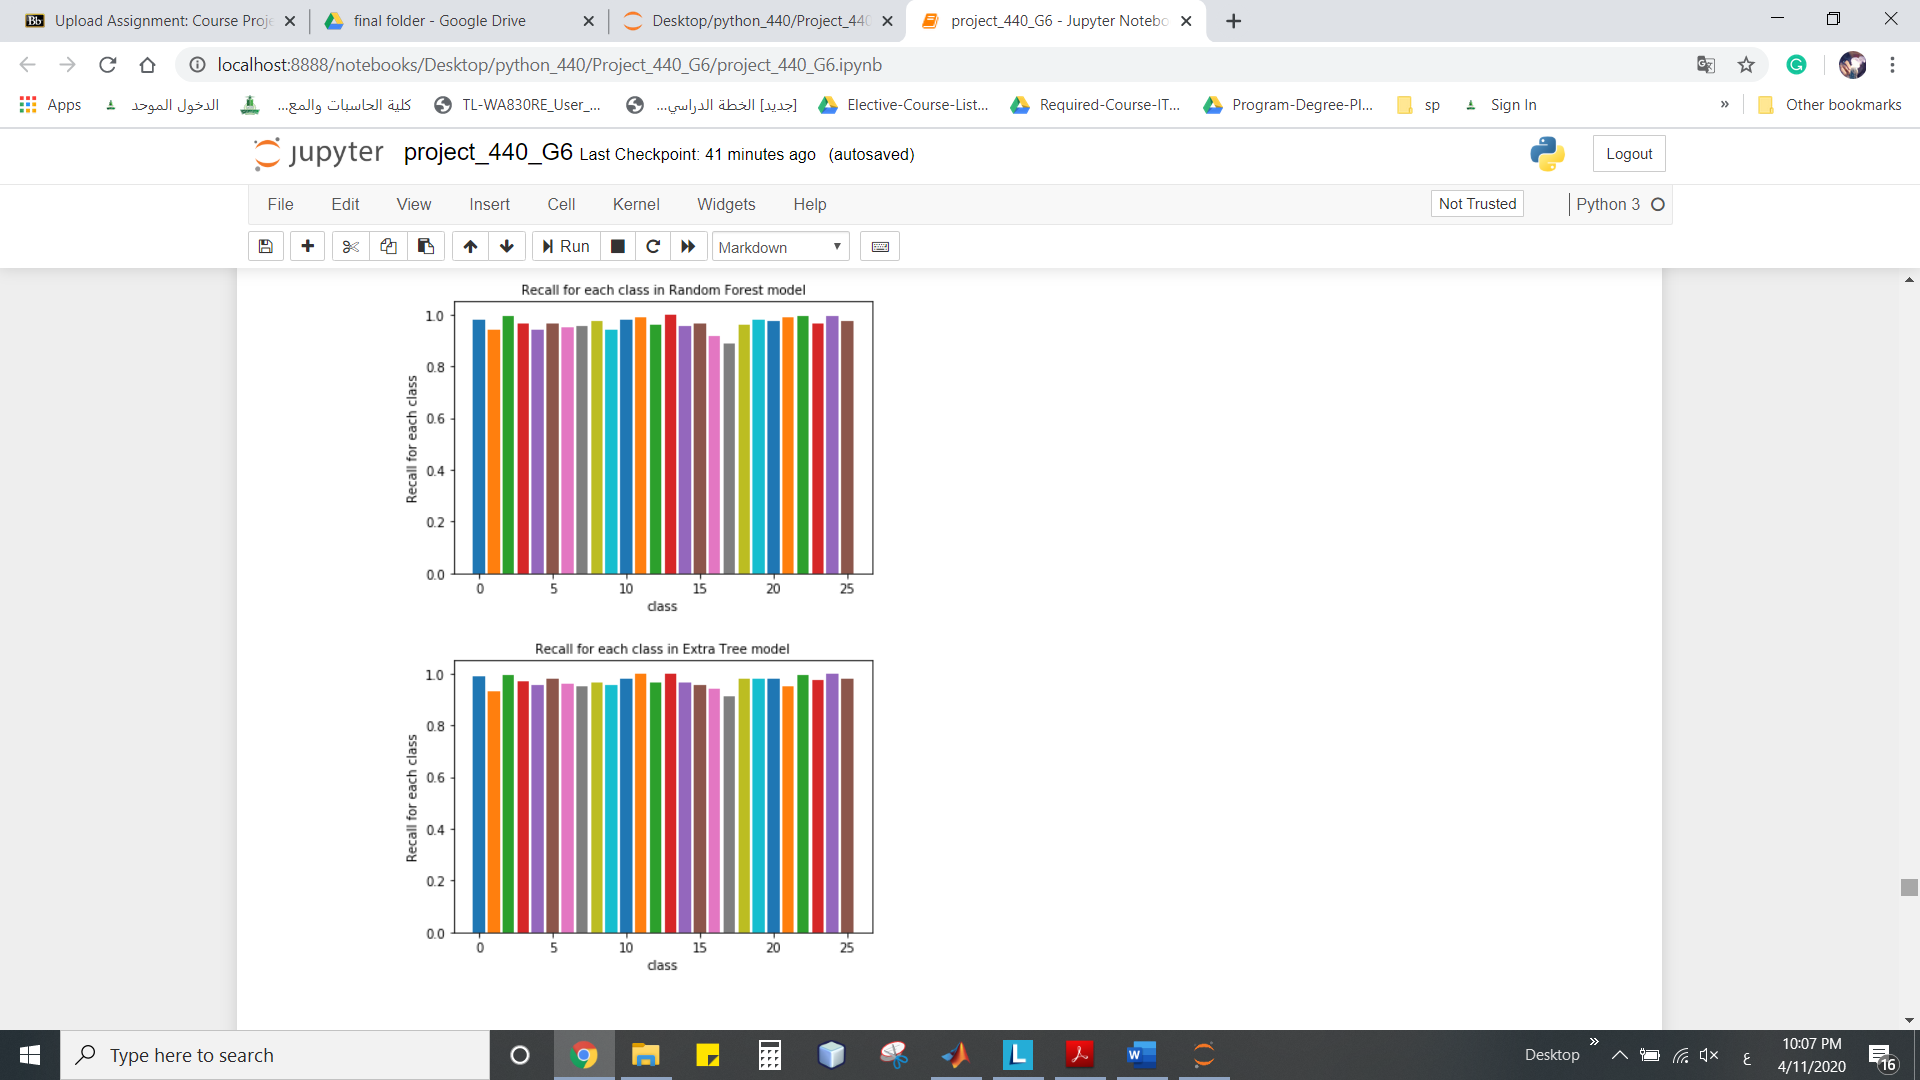 Upload Assignment: Course Proje
final folder - Google Drive
Desktop/python_440/Project_440
project_440_G6 - Jupyter Notebo
localhost:8888/notebooks/Desktop/python_440/Project_440_G6/project_440_G6.ipynb
Apps
الدخول الموحد
كلية الحاسبات والمع...
TL-WA830RE_User_...
[جديد] الخطة الدراسي...
Elective-Course-List...
Required-Course-IT...
Program-Degree-Pl...
sp
Sign In
»
Other bookmarks
jupyter project_440_G6 Last Checkpoint: 41 minutes ago (autosaved)
Logout
File Edit View Insert Cell Kernel Widgets Help
Not Trusted
Python 3
Run
Markdown
Recall for each class in Random Forest model
Recall for each class
1.0
0.8
0.6
0.4
0.2
0.0
0 5 10 15 20 25
class
Recall for each class in Extra Tree model
Recall for each class
1.0
0.8
0.6
0.4
0.2
0.0
0 5 10 15 20 25
class
Type here to search
Desktop
»
ع
10:07 PM
4/11/2020
16